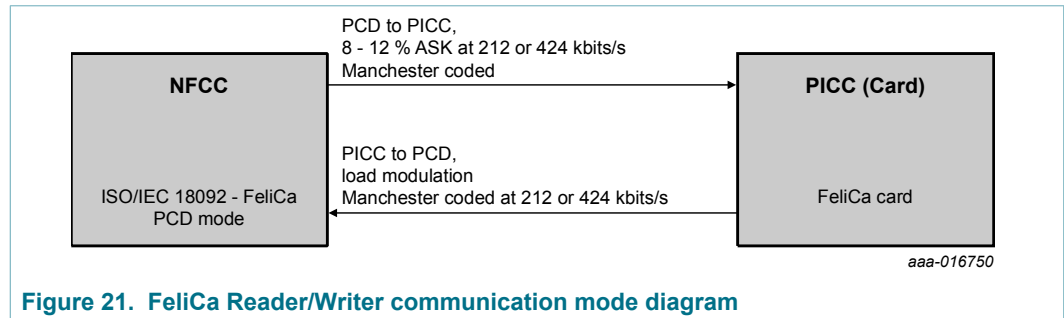 PCD to PICC,
8 - 12 % ASK at 212 or 424 kbits/s
Manchester coded
NFCC
PICC (Card)
PICC to PCD,
load modulation
Manchester coded at 212 or 424 kbits/s
ISO/IEC 18092 - FeliCa
PCD mode
FeliCa card
aaa-016750
Figure 21. FeliCa Reader/Writer communication mode diagram